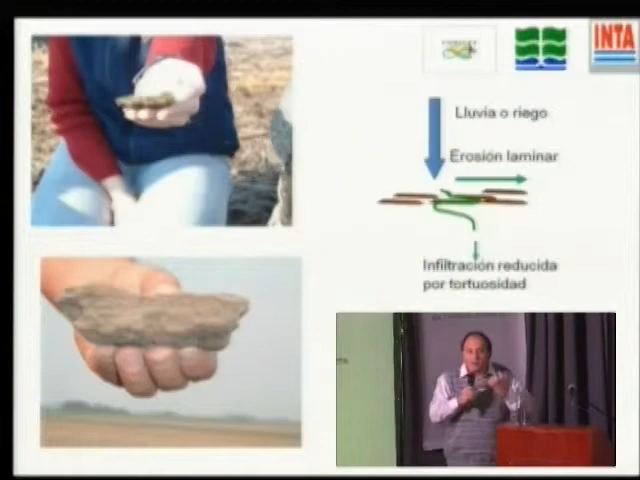 INTA
Lluvia o riego
Erosión laminar
Infiltración reducida
por tortuosidad